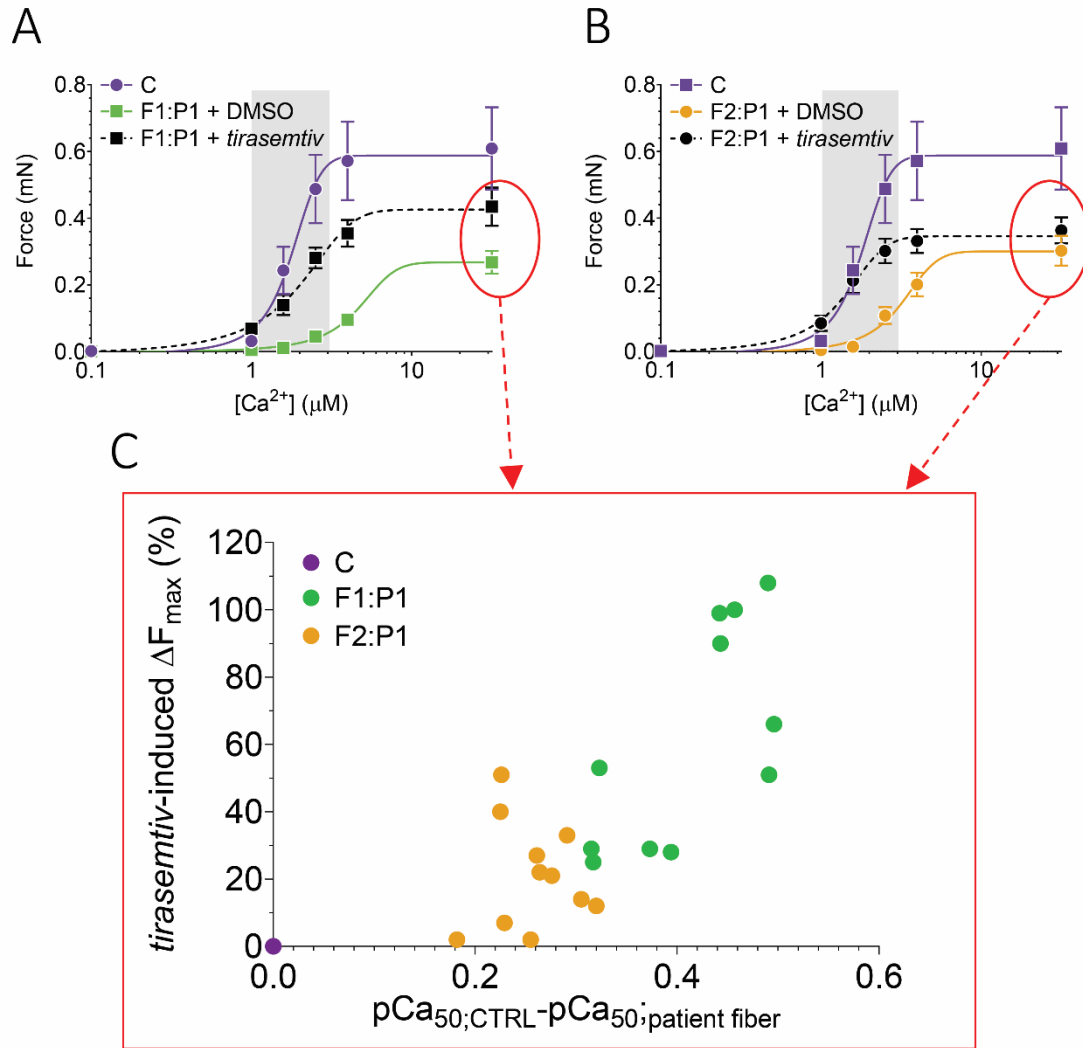 A
C
F1:P1 + DMSO
F1:P1 + tirasemtiv
0.8
0.6
0.4
0.2
0.0
Force (mN)
0.1
1
10
[Ca²⁺] (μM)
B
C
F2:P1 + DMSO
F2:P1 + tirasemtiv
0.8
0.6
0.4
0.2
0.0
Force (mN)
0.1
1
10
[Ca²⁺] (μM)
C
C
F1:P1
F2:P1
120
100
80
60
40
20
0
tirasemtiv-induced ΔFmax (%)
0.0
0.2
0.4
0.6
pCa50;CTRL-pCa50;patient fiber